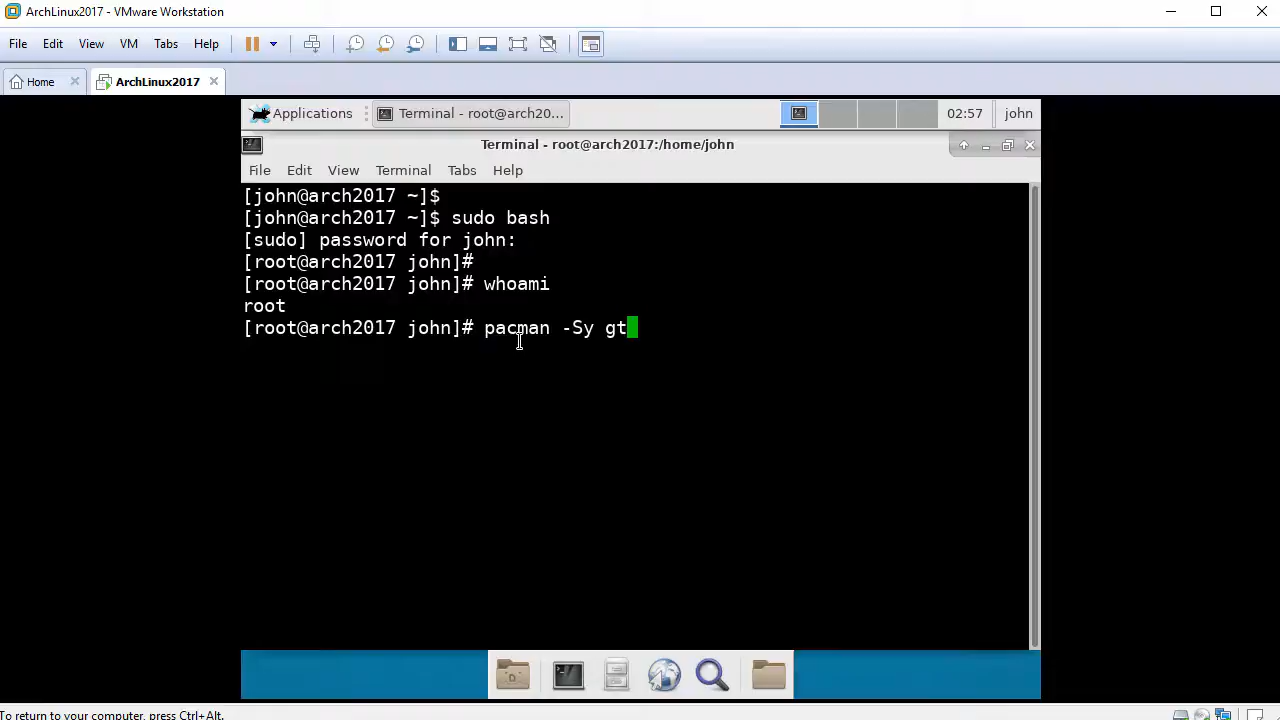 ArchLinux2017 - VMware Workstation
File Edit View VM Tabs Help
Home ArchLinux2017
Applications Terminal - root@arch20... 02:57 john
Terminal - root@arch2017:/home/john
File Edit View Terminal Tabs Help
[john@arch2017 ~]$
[john@arch2017 ~]$ sudo bash
[sudo] password for john:
[root@arch2017 john]#
[root@arch2017 john]# whoami
root
[root@arch2017 john]# pacman -Sy gt
To return to your computer, press Ctrl+Alt.